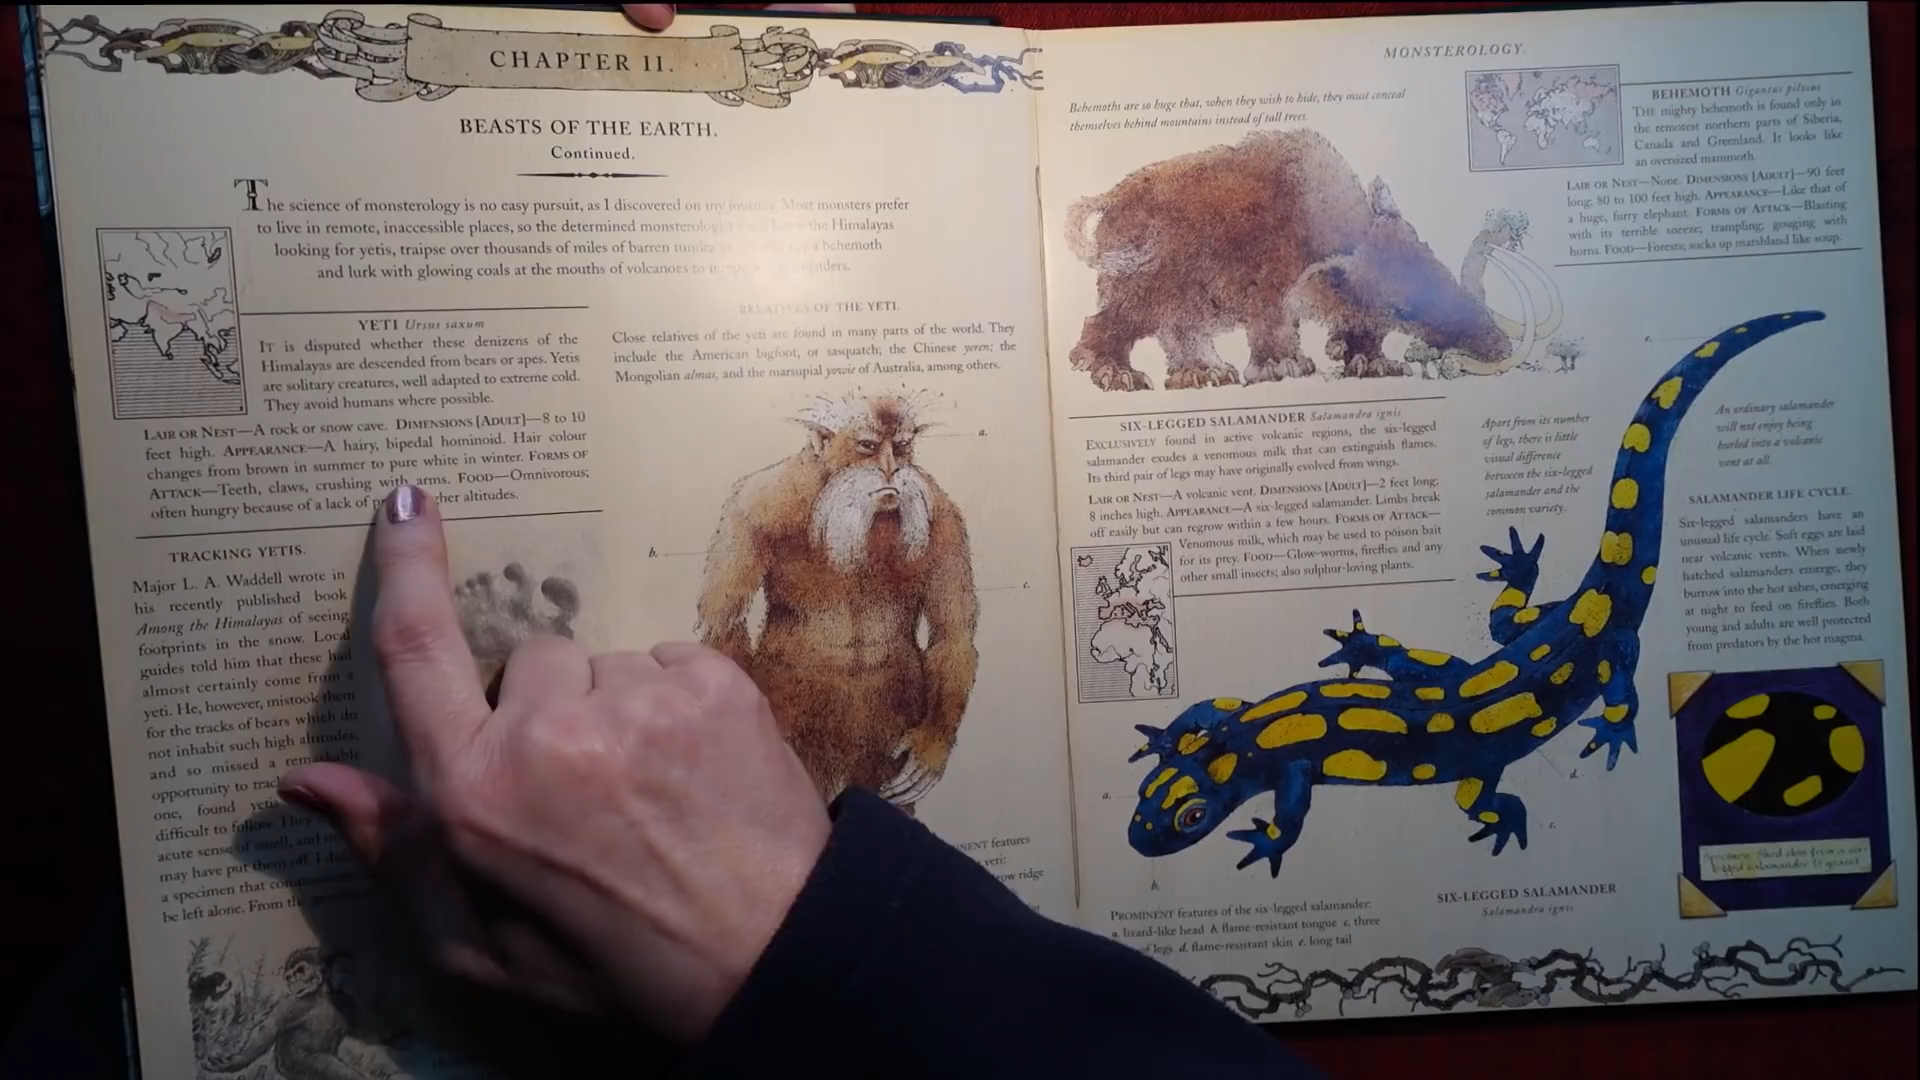 CHAPTER II.
BEASTS OF THE EARTH.
Continued.
The science of monsterology is no easy pursuit, as I discovered on my journey. Most monsters prefer
to live in remote, inaccessible places, so the determined the Himalayas
looking for yetis, traipse over thousands of miles of barren tundra a behemoth
and lurk with glowing coals at the mouths of volcanoes to
YETI Ursus saxum
IT is disputed whether these denizens of the
Himalayas are descended from bears or apes. Yetis
are solitary creatures, well adapted to extreme cold.
They avoid humans where possible.
LAIR OR NEST—A rock or snow cave. DIMENSIONS [ADULT]—8 to 10
feet high. APPEARANCE—A hairy, bipedal hominoid. Hair colour
changes from brown in summer to pure white in winter. FORMS OF
ATTACK—Teeth, claws, crushing with arms. FOOD—Omnivorous;
often hungry because of a lack of altitudes.
TRACKING YETIS.
Major L. A. Waddell wrote in
his recently published book
Among the Himalayas of seeing
footprints in the snow. Local
guides told him that these had
almost certainly come from a
yeti. He, however, mistook them
for the tracks of bears which do
not inhabit such high altitudes,
and so missed a remarkable
opportunity to
one, found
difficult to follow.
acute sense of smell, and
may have put them off. I
a specimen that
be left alone. From the
RELATIVES OF THE YETI.
Close relatives of the yeti are found in many parts of the world. They
include the American bigfoot, or sasquatch; the Chinese yeren; the
Mongolian almas, and the marsupial yowie of Australia, among others.
a.
b.
c.
features
yeti:
ridge
MONSTEROLOGY.
Behemoths are so huge that, when they wish to hide, they must conceal
themselves behind mountains instead of tall trees.
BEHEMOTH Gigantus pilosus
THE mighty behemoth is found only in
the remotest northern parts of Siberia,
Canada and Greenland. It looks like
an oversized mammoth.
LAIR OR NEST—None. DIMENSIONS [ADULT]—90 feet
long; 80 to 100 feet high. APPEARANCE—Like that of
a huge, furry elephant. FORMS OF ATTACK—Blasting
with its terrible sneeze; trampling; gouging with
horns. FOOD—Forests; sucks up marshland like soup.
SIX-LEGGED SALAMANDER Salamandra ignis
EXCLUSIVELY found in active volcanic regions, the six-legged
salamander exudes a venomous milk that can extinguish flames.
Its third pair of legs may have originally evolved from wings.
LAIR OR NEST—A volcanic vent. DIMENSIONS [ADULT]—2 feet long;
8 inches high. APPEARANCE—A six-legged salamander. Limbs break
off easily but can regrow within a few hours. FORMS OF ATTACK—
Venomous milk, which may be used to poison bait
for its prey. FOOD—Glow-worms, fireflies and any
other small insects; also sulphur-loving plants.
Apart from its number
of legs, there is little
visual difference
between the six-legged
salamander and the
common variety.
e.
An ordinary salamander
will not enjoy being
hurled into a volcanic
vent at all.
SALAMANDER LIFE CYCLE.
Six-legged salamanders have an
unusual life cycle. Soft eggs are laid
near volcanic vents. When newly
hatched salamanders emerge, they
burrow into the hot ashes, emerging
at night to feed on fireflies. Both
young and adults are well protected
from predators by the hot magma.
a.
b.
c.
d.
Specimen: Shed skin from a six-
legged salamander
SIX-LEGGED SALAMANDER
Salamandra ignis
PROMINENT features of the six-legged salamander:
a. lizard-like head b. flame-resistant tongue c. three
of legs d. flame-resistant skin e. long tail